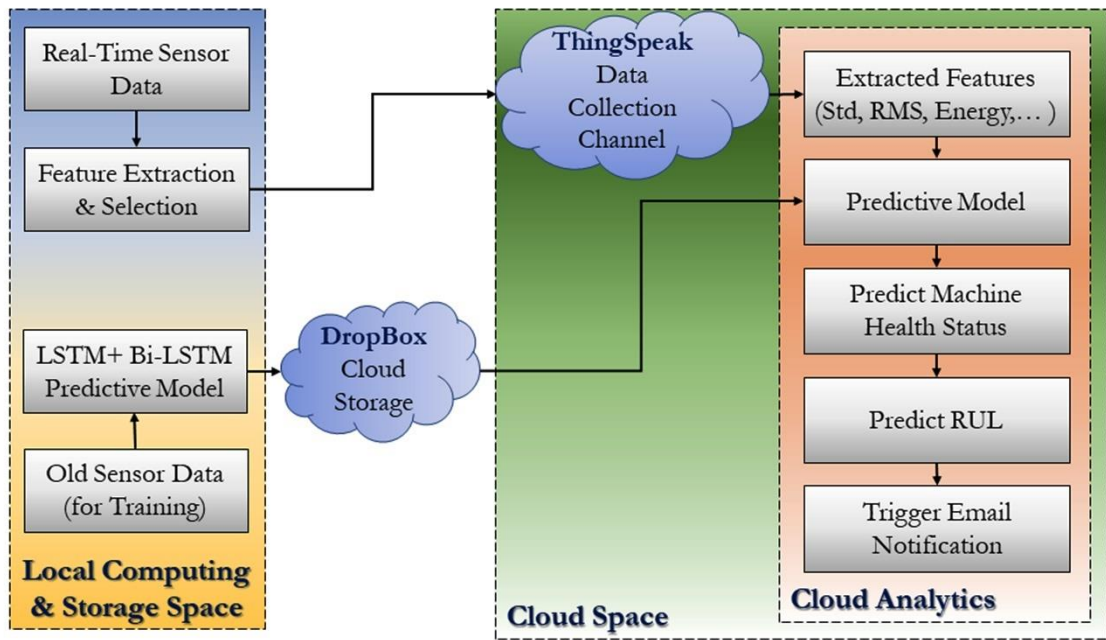 Real-Time Sensor
Data
Feature Extraction
& Selection
LSTM+ Bi-LSTM
Predictive Model
Old Sensor Data
(for Training)
Local Computing
& Storage Space
DropBox
Cloud
Storage
ThingSpeak
Data
Collection
Channel
Cloud Space
Extracted Features
(Std, RMS, Energy,… )
Predictive Model
Predict Machine
Health Status
Predict RUL
Trigger Email
Notification
Cloud Analytics